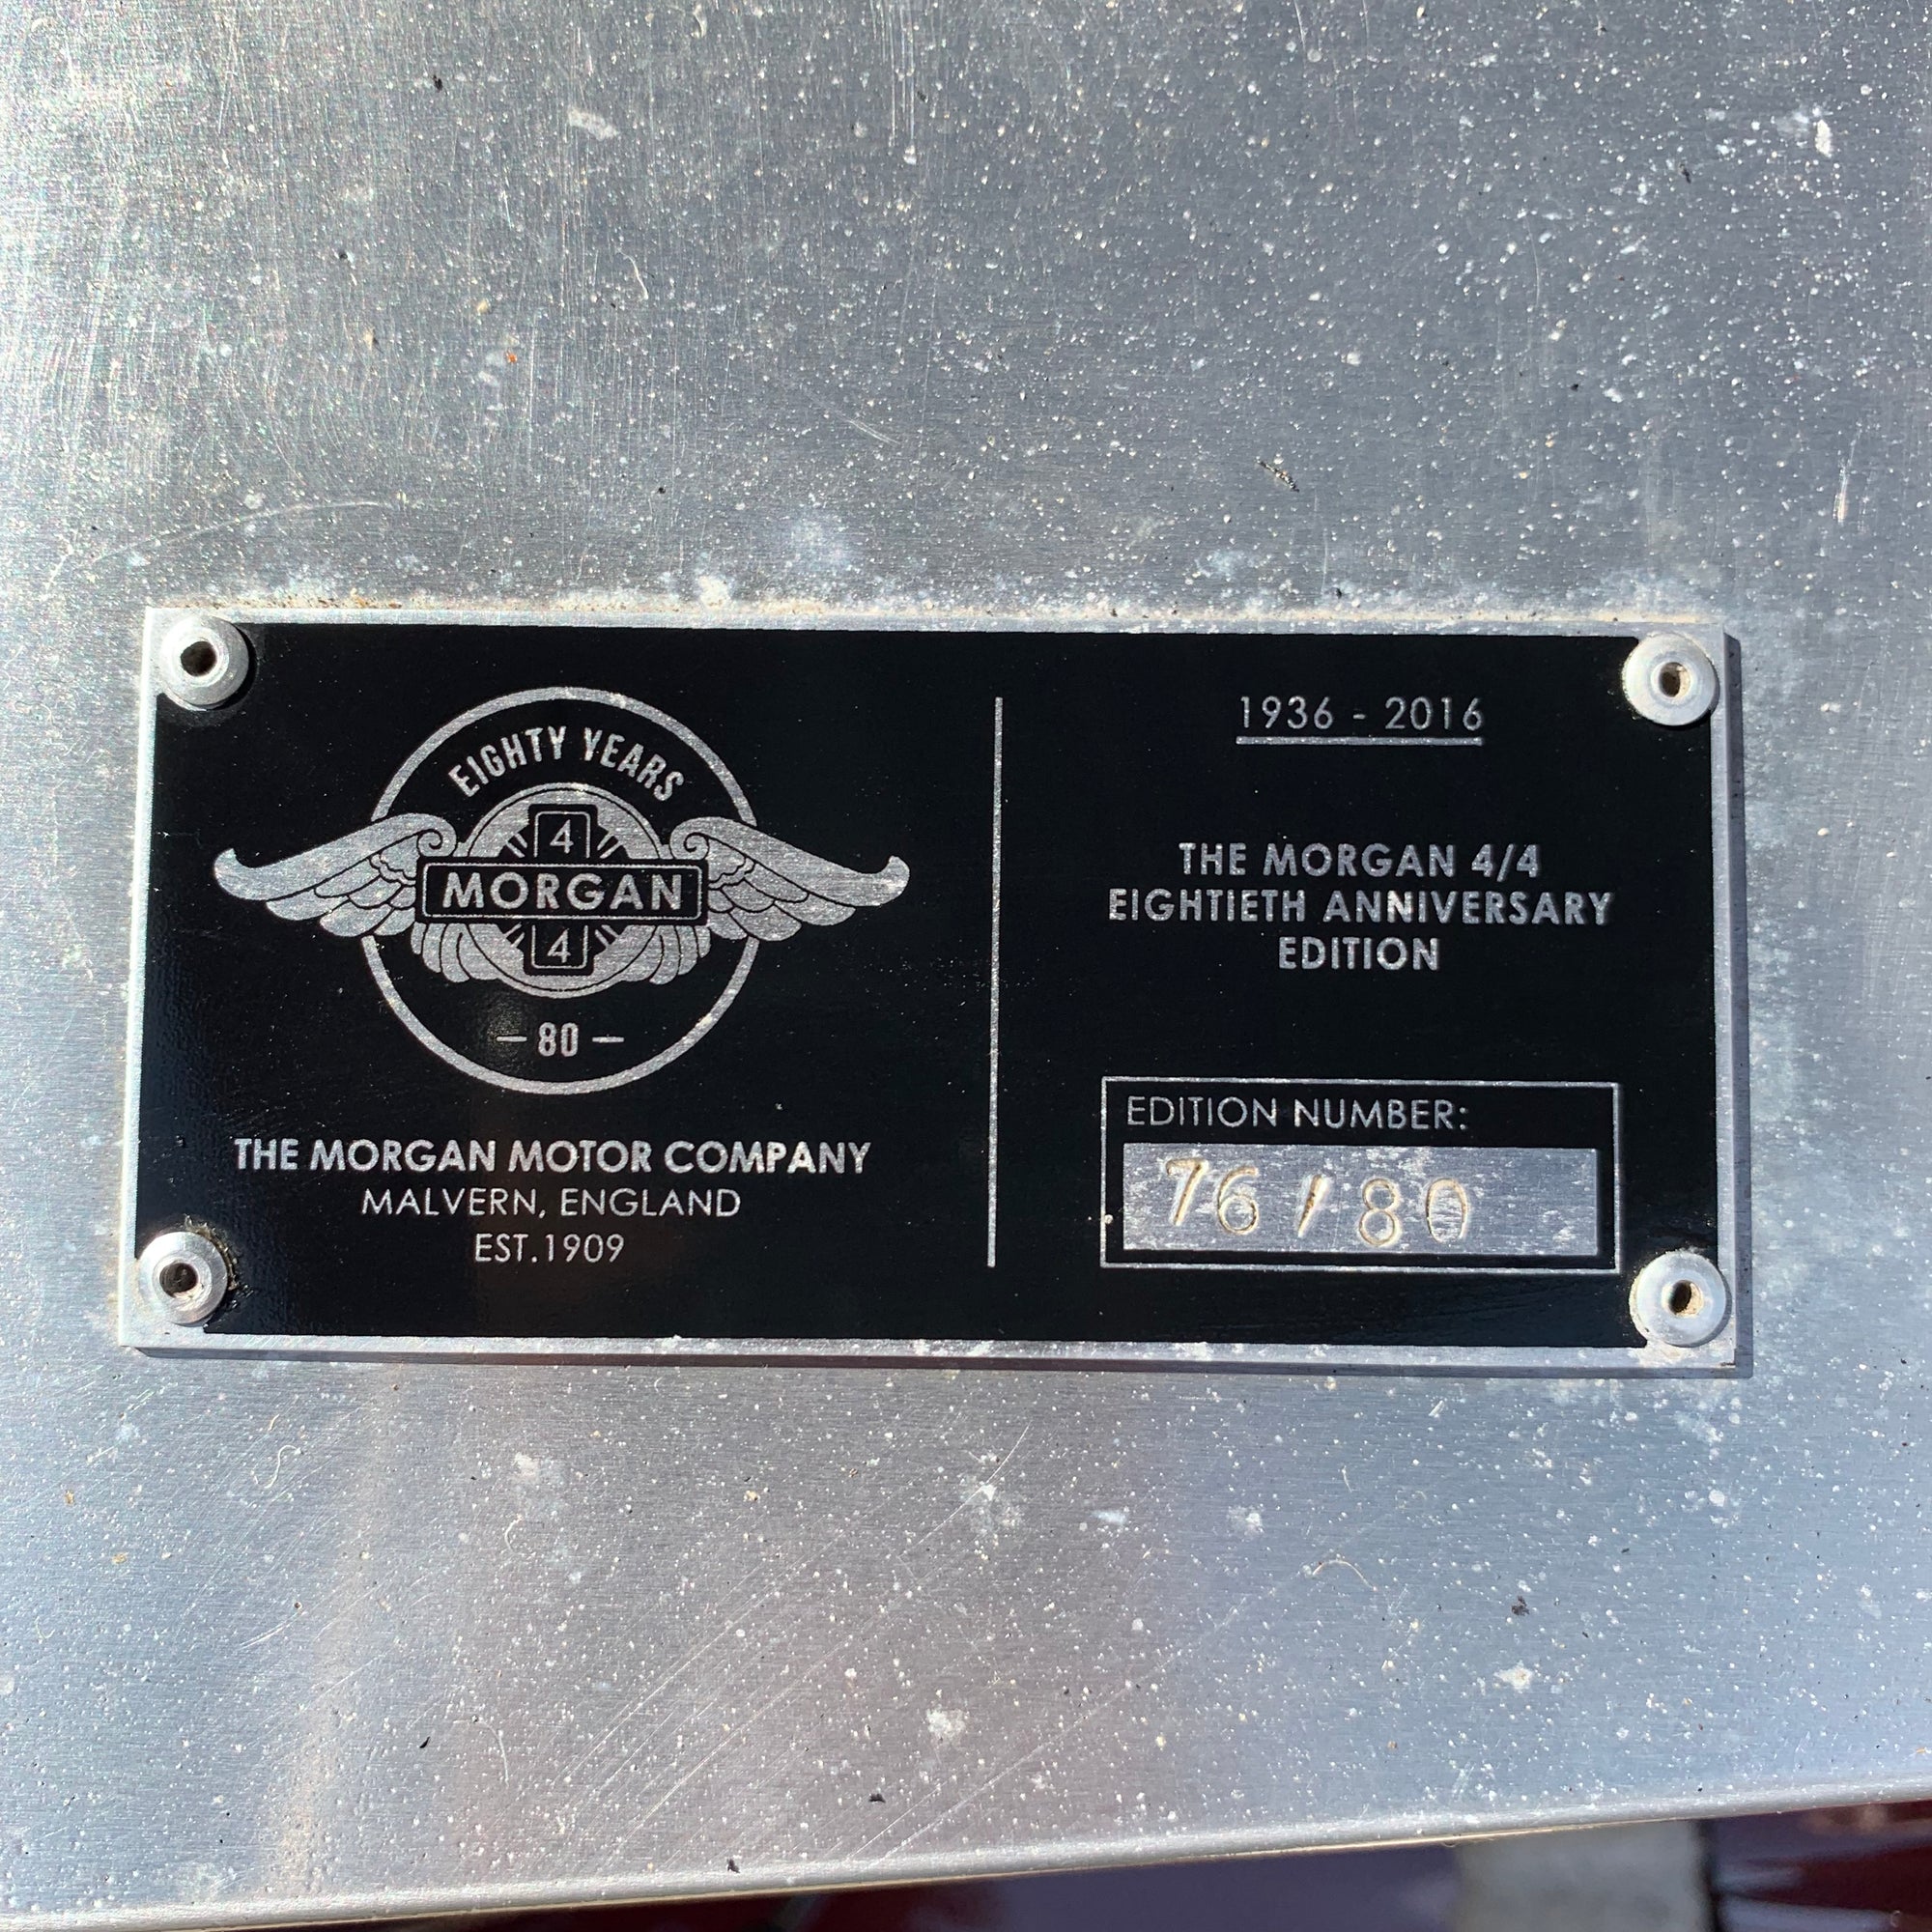 EIGHTY YEARS
4
MORGAN
4
— 80 —
THE MORGAN MOTOR COMPANY
MALVERN, ENGLAND
EST.1909
1936 - 2016
THE MORGAN 4/4
EIGHTIETH ANNIVERSARY
EDITION
EDITION NUMBER:
76/80